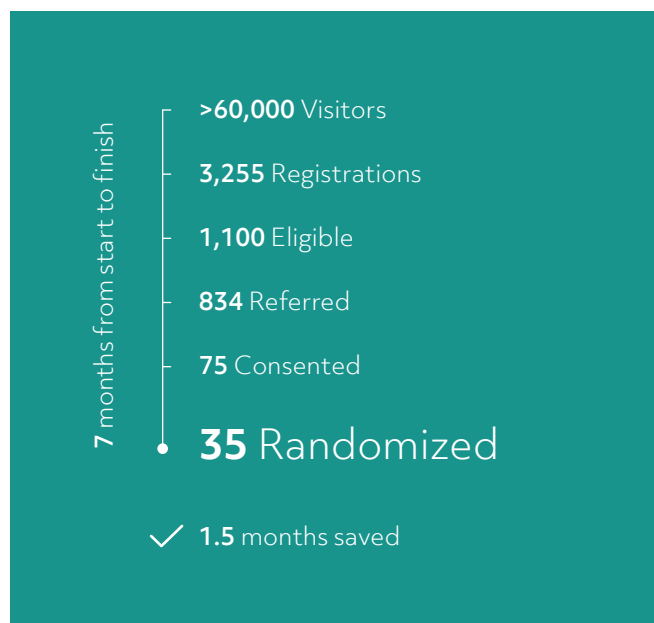 7 months from start to finish
>60,000 Visitors
3,255 Registrations
1,100 Eligible
834 Referred
75 Consented
35 Randomized
1.5 months saved